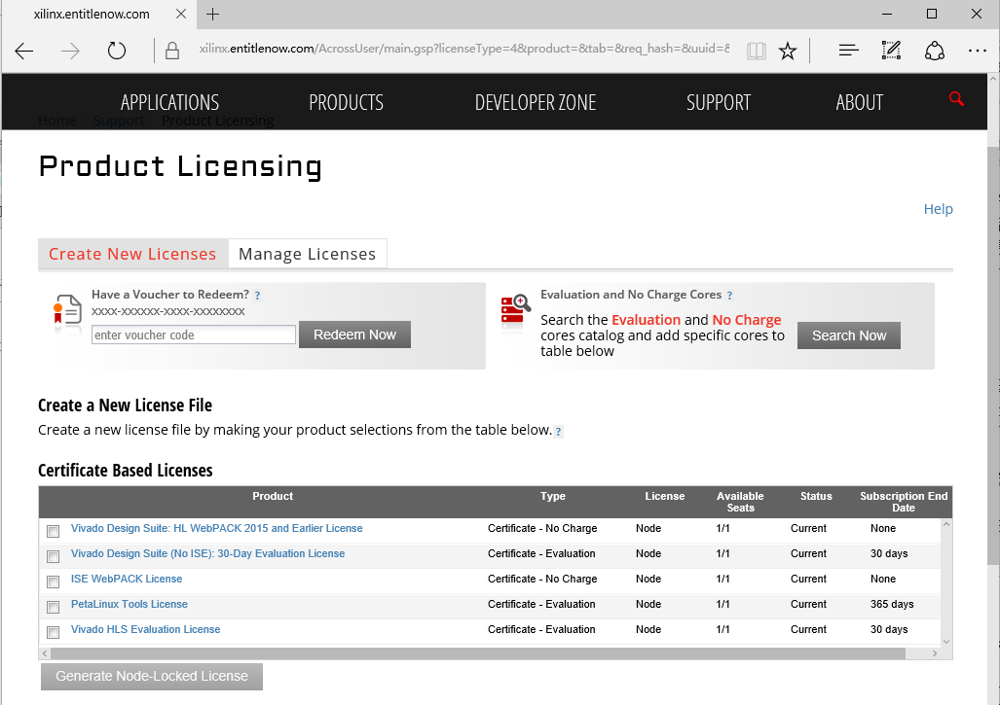 xilinx.entitlenow.com
xilinx.entitlenow.com/AcrossUser/main.gsp?licenseType=4&product=&tab=&req_hash=&uuid=&
APPLICATIONS PRODUCTS DEVELOPER ZONE SUPPORT ABOUT
Home Support Product Licensing
Product Licensing
Help
Create New Licenses Manage Licenses
Have a Voucher to Redeem? ?
xxxx-xxxxxx-xxxx-xxxxxxxx
enter voucher code Redeem Now
Evaluation and No Charge Cores ?
Search the Evaluation and No Charge
cores catalog and add specific cores to
table below
Search Now
Create a New License File
Create a new license file by making your product selections from the table below. ?
Certificate Based Licenses
Product Type License Available Seats Status Subscription End Date
Vivado Design Suite: HL WebPACK 2015 and Earlier License Certificate - No Charge Node 1/1 Current None
Vivado Design Suite (No ISE): 30-Day Evaluation License Certificate - Evaluation Node 1/1 Current 30 days
ISE WebPACK License Certificate - No Charge Node 1/1 Current None
PetaLinux Tools License Certificate - Evaluation Node 1/1 Current 365 days
Vivado HLS Evaluation License Certificate - Evaluation Node 1/1 Current 30 days
Generate Node-Locked License